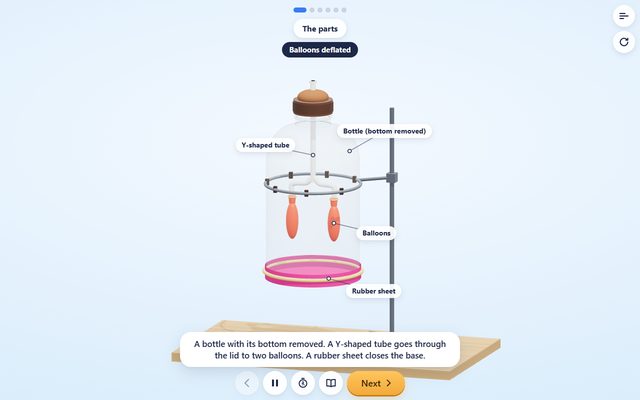 The parts
Balloons deflated
Bottle (bottom removed)
Y-shaped tube
Balloons
Rubber sheet
A bottle with its bottom removed. A Y-shaped tube goes through
the lid to two balloons. A rubber sheet closes the base.
Next